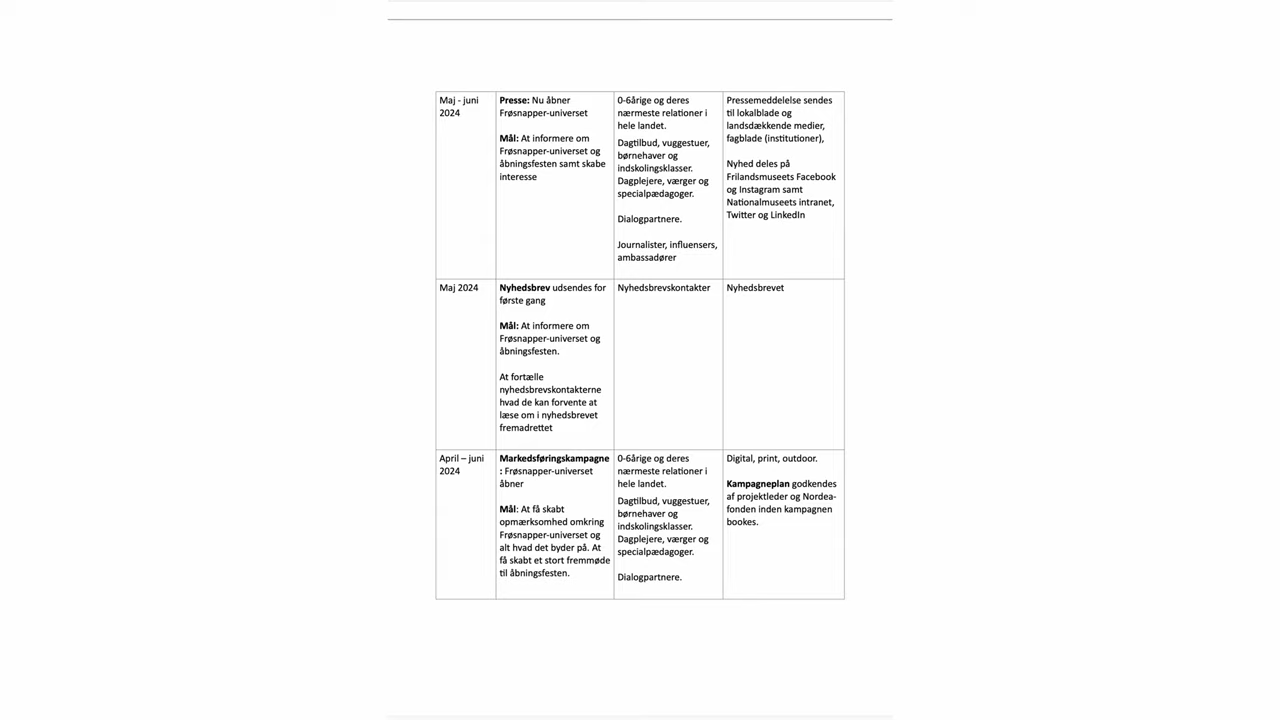 Maj - juni
2024
Presse: Nu åbner
Frøsnapper-universet
Mål: At informere om
Frøsnapper-universet og
åbningsfesten samt skabe
interesse
0-6årige og deres
nærmeste relationer i
hele landet.
Dagtilbud, vuggestuer,
børnehaver og
indskolingsklasser.
Dagplejere, værger og
specialpædagoger.
Dialogpartnere.
Journalister, influensers,
ambassadører
Pressemeddelelse sendes
til lokalblade og
landsdækkende medier,
fagblade (institutioner),
Nyhed deles på
Frilandsmuseets Facebook
og Instagram samt
Nationalmuseets intranet,
Twitter og LinkedIn
Maj 2024
Nyhedsbrev udsendes for
første gang
Mål: At informere om
Frøsnapper-universet og
åbningsfesten.
At fortælle
nyhedsbrevskontakterne
hvad de kan forvente at
læse om i nyhedsbrevet
fremadrettet
Nyhedsbrevskontakter
Nyhedsbrevet
April – juni
2024
Markedsføringskampagne
: Frøsnapper-universet
åbner
Mål: At få skabt
opmærksomhed omkring
Frøsnapper-universet og
alt hvad det byder på. At
få skabt et stort fremmøde
til åbningsfesten.
0-6årige og deres
nærmeste relationer i
hele landet.
Dagtilbud, vuggestuer,
børnehaver og
indskolingsklasser.
Dagplejere, værger og
specialpædagoger.
Dialogpartnere.
Digital, print, outdoor.
Kampagneplan godkendes
af projektleder og Nordea-
fonden inden kampagnen
bookes.